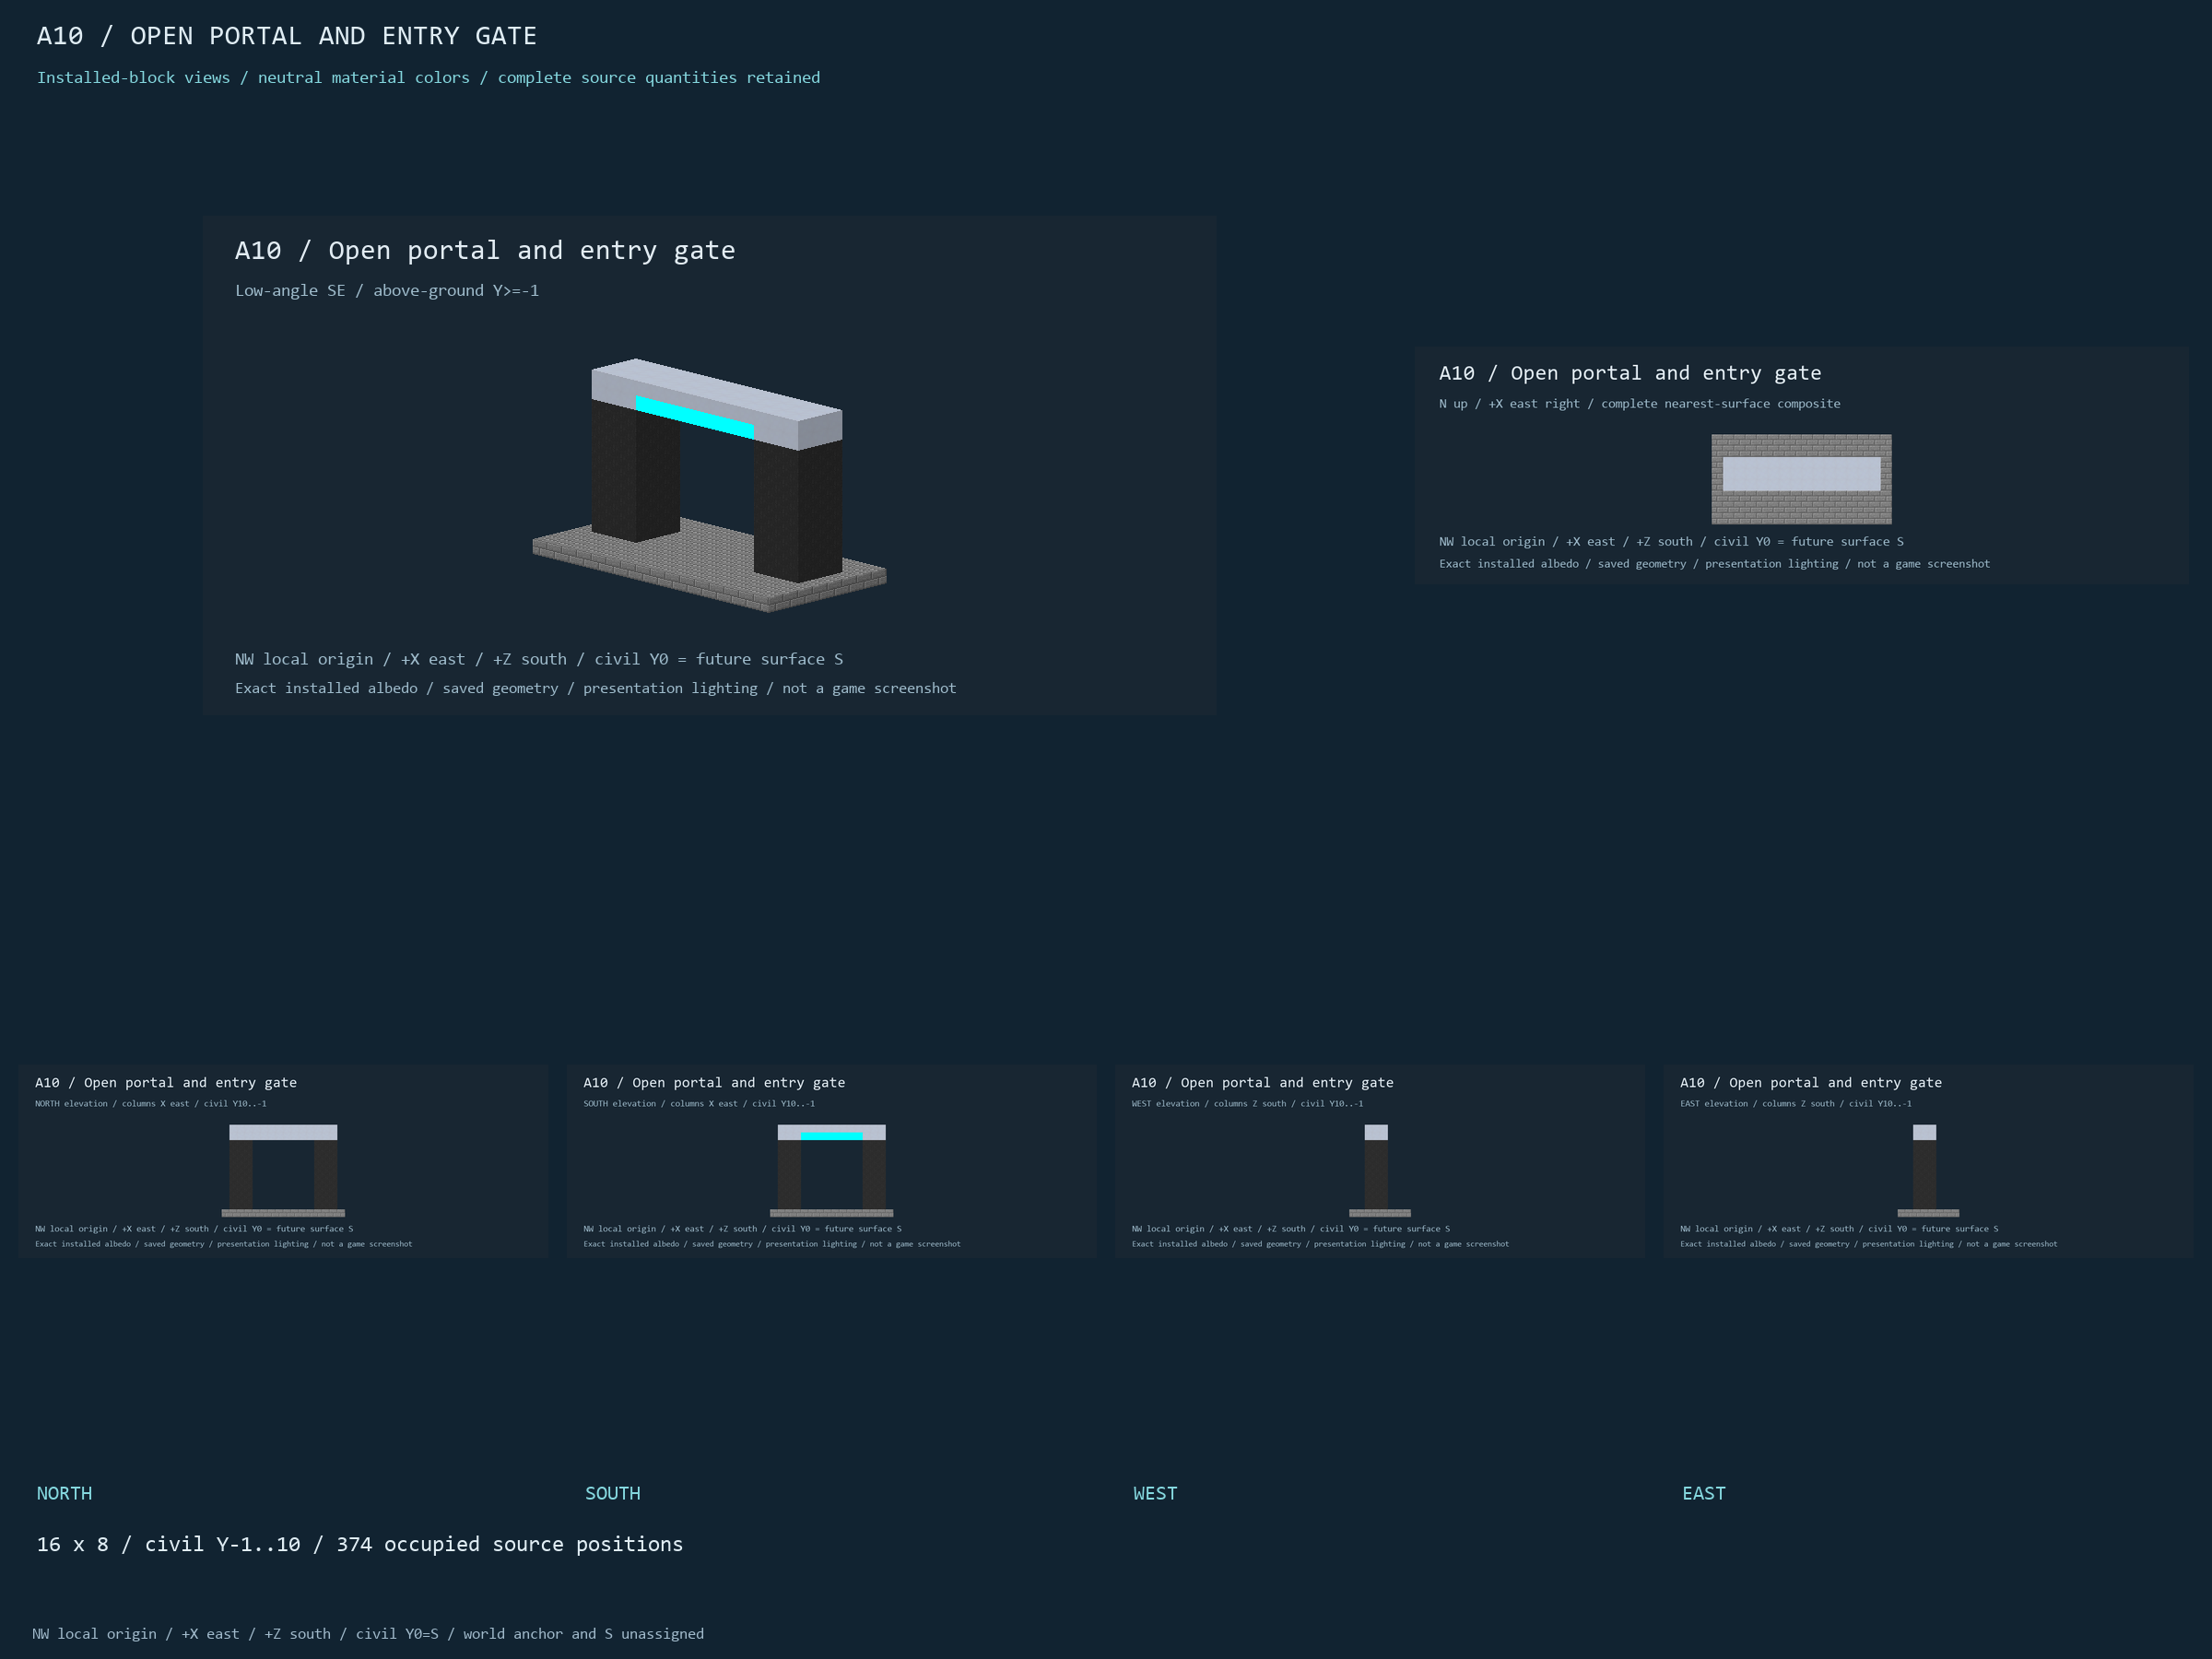 A10 / OPEN PORTAL AND ENTRY GATE
Installed-block views / neutral material colors / complete source quantities retained
A10 / Open portal and entry gate
Low-angle SE / above-ground Y>=-1
NW local origin / +X east / +Z south / civil Y0 = future surface S
Exact installed albedo / saved geometry / presentation lighting / not a game screenshot
A10 / Open portal and entry gate
N up / +X east right / complete nearest-surface composite
NW local origin / +X east / +Z south / civil Y0 = future surface S
Exact installed albedo / saved geometry / presentation lighting / not a game screenshot
A10 / Open portal and entry gate
NORTH elevation / columns X east / civil Y10..-1
NW local origin / +X east / +Z south / civil Y0 = future surface S
Exact installed albedo / saved geometry / presentation lighting / not a game screenshot
A10 / Open portal and entry gate
SOUTH elevation / columns X east / civil Y10..-1
NW local origin / +X east / +Z south / civil Y0 = future surface S
Exact installed albedo / saved geometry / presentation lighting / not a game screenshot
A10 / Open portal and entry gate
WEST elevation / columns Z south / civil Y10..-1
NW local origin / +X east / +Z south / civil Y0 = future surface S
Exact installed albedo / saved geometry / presentation lighting / not a game screenshot
A10 / Open portal and entry gate
EAST elevation / columns Z south / civil Y10..-1
NW local origin / +X east / +Z south / civil Y0 = future surface S
Exact installed albedo / saved geometry / presentation lighting / not a game screenshot
NORTH
SOUTH
WEST
EAST
16 x 8 / civil Y-1..10 / 374 occupied source positions
NW local origin / +X east / +Z south / civil Y0=S / world anchor and S unassigned